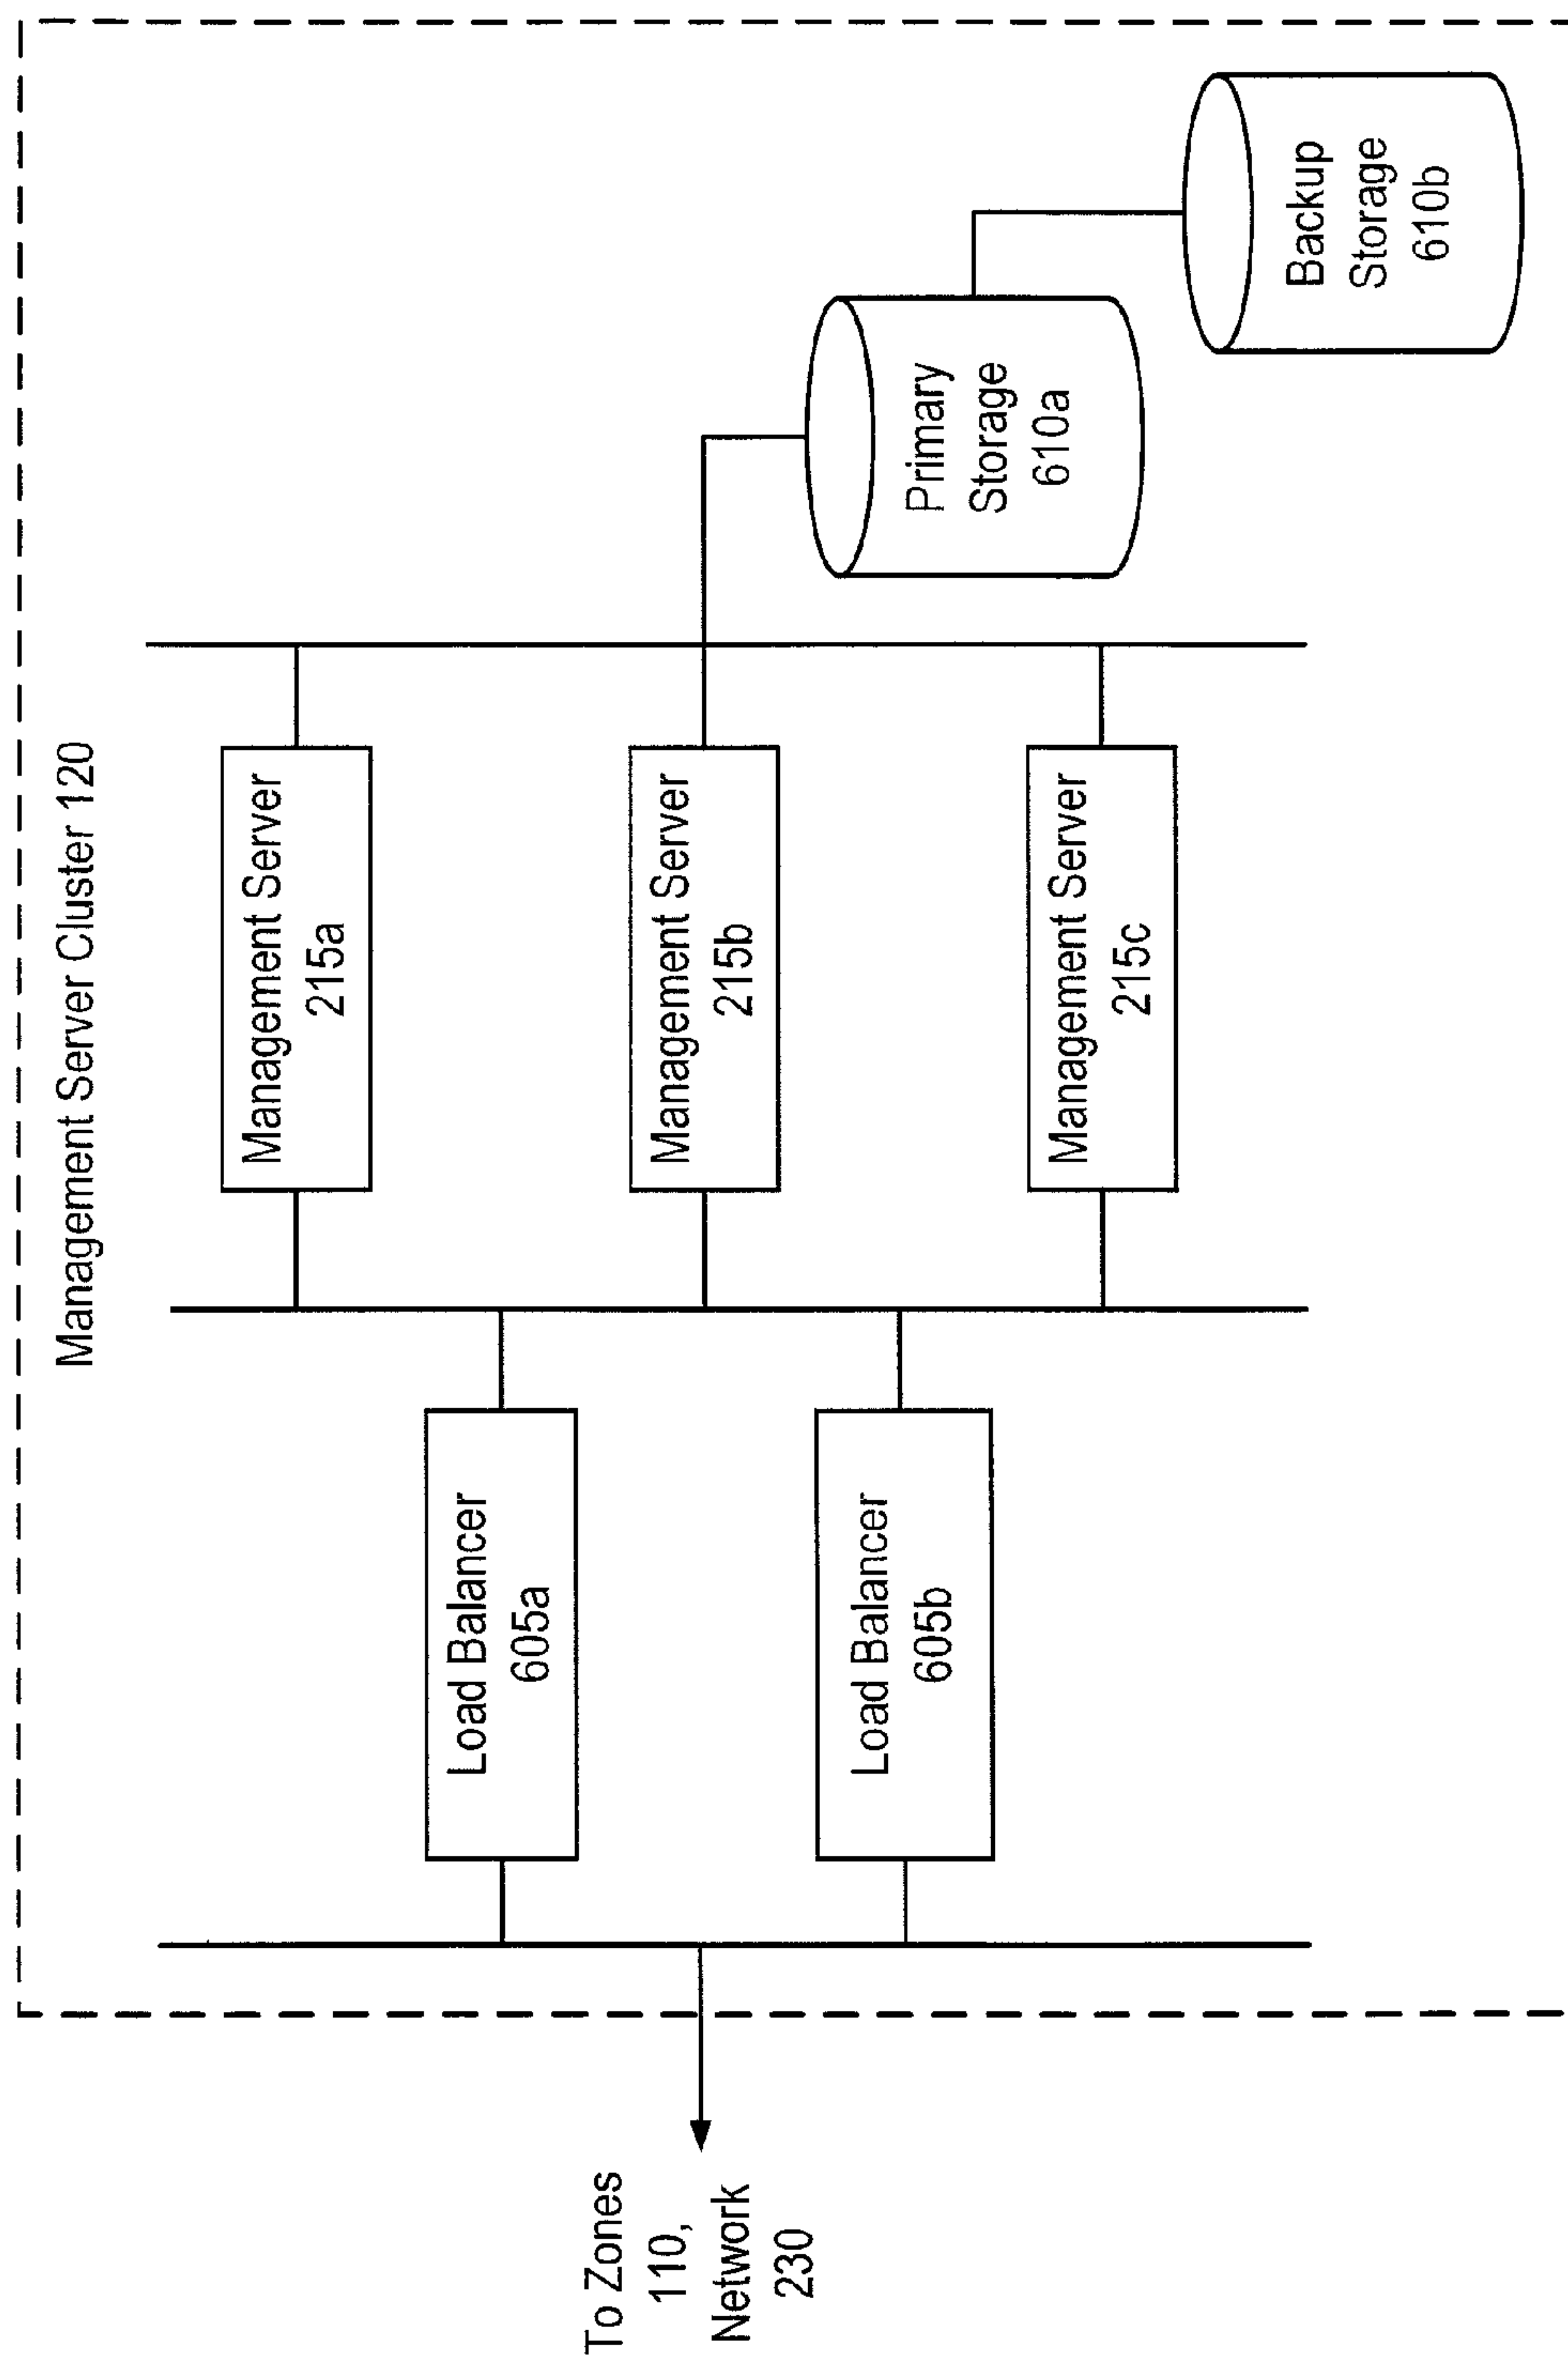 Management Server Cluster 120
To Zones
110,
Network
230
Load Balancer
605a
Load Balancer
605b
Management Server
215a
Management Server
215b
Management Server
215c
Primary
Storage
610a
Backup
Storage
610b